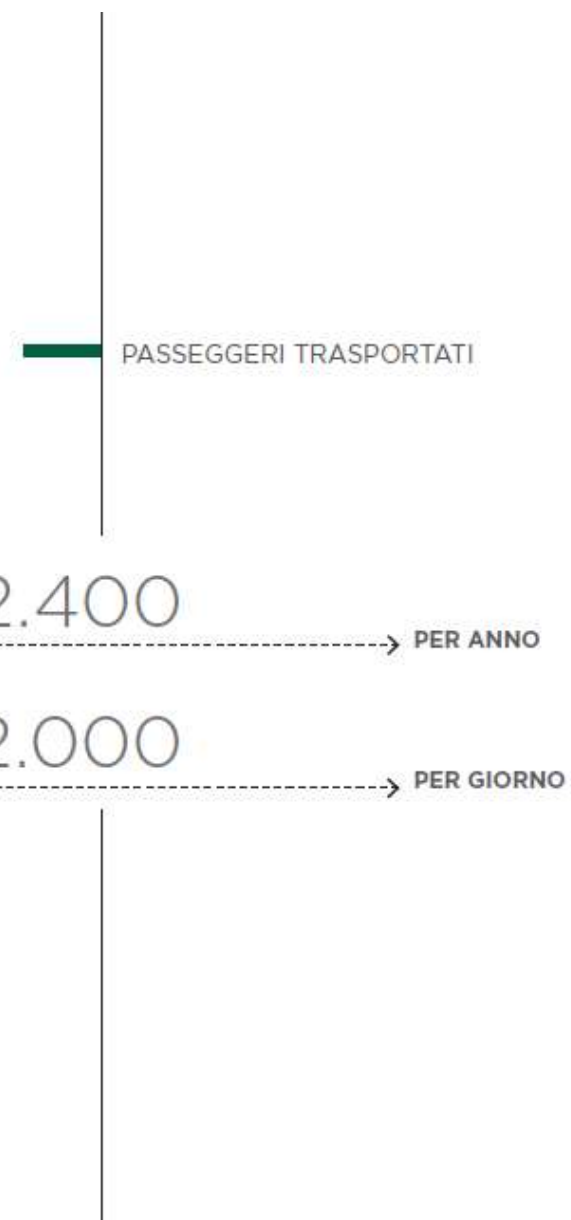 PASSEGGERI TRASPORTATI
2.400
PER ANNO
2.000
PER GIORNO